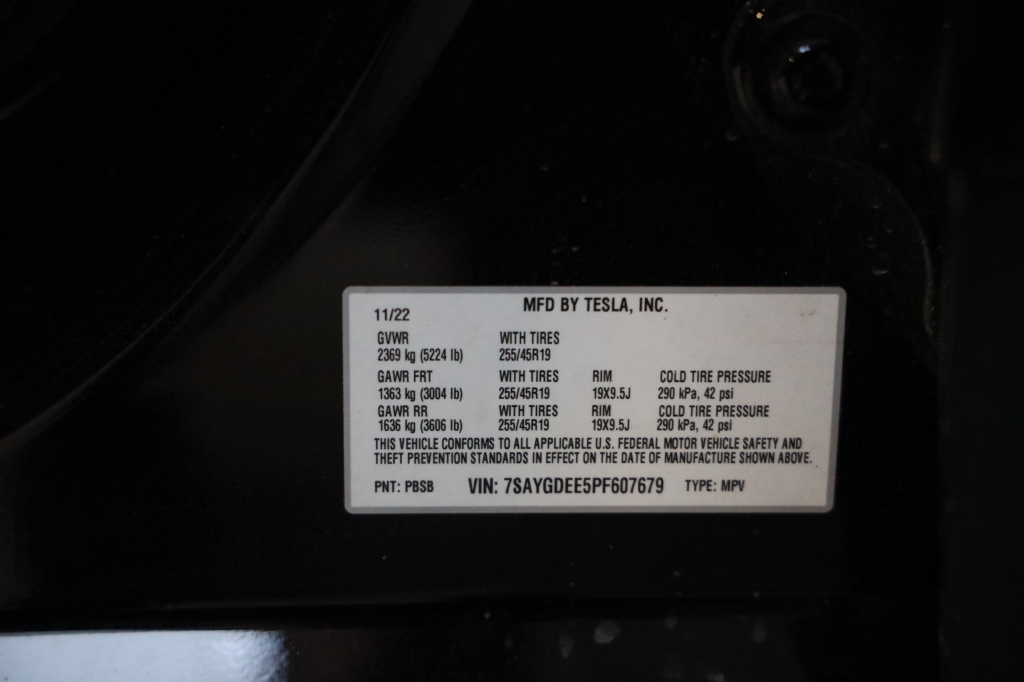 MFD BY TESLA, INC.
11/22
GVWR WITH TIRES
2369 kg (5224 lb) 255/45R19
GAWR FRT WITH TIRES RIM COLD TIRE PRESSURE
1363 kg (3004 lb) 255/45R19 19X9.5J 290 kPa, 42 psi
GAWR RR WITH TIRES RIM COLD TIRE PRESSURE
1636 kg (3606 lb) 255/45R19 19X9.5J 290 kPa, 42 psi
THIS VEHICLE CONFORMS TO ALL APPLICABLE U.S. FEDERAL MOTOR VEHICLE SAFETY AND
THEFT PREVENTION STANDARDS IN EFFECT ON THE DATE OF MANUFACTURE SHOWN ABOVE.
PNT: PBSB VIN: 7SAYGDEE5PF607679 TYPE: MPV